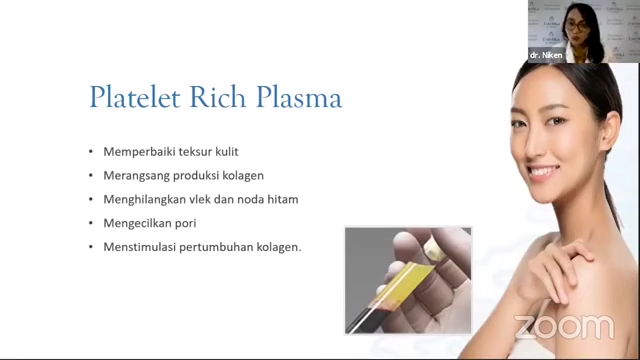 Platelet Rich Plasma
• Memperbaiki teksur kulit
• Merangsang produksi kolagen
• Menghilangkan vlek dan noda hitam
• Mengecilkan pori
• Menstimulasi pertumbuhan kolagen.
dr. Niken
zoom